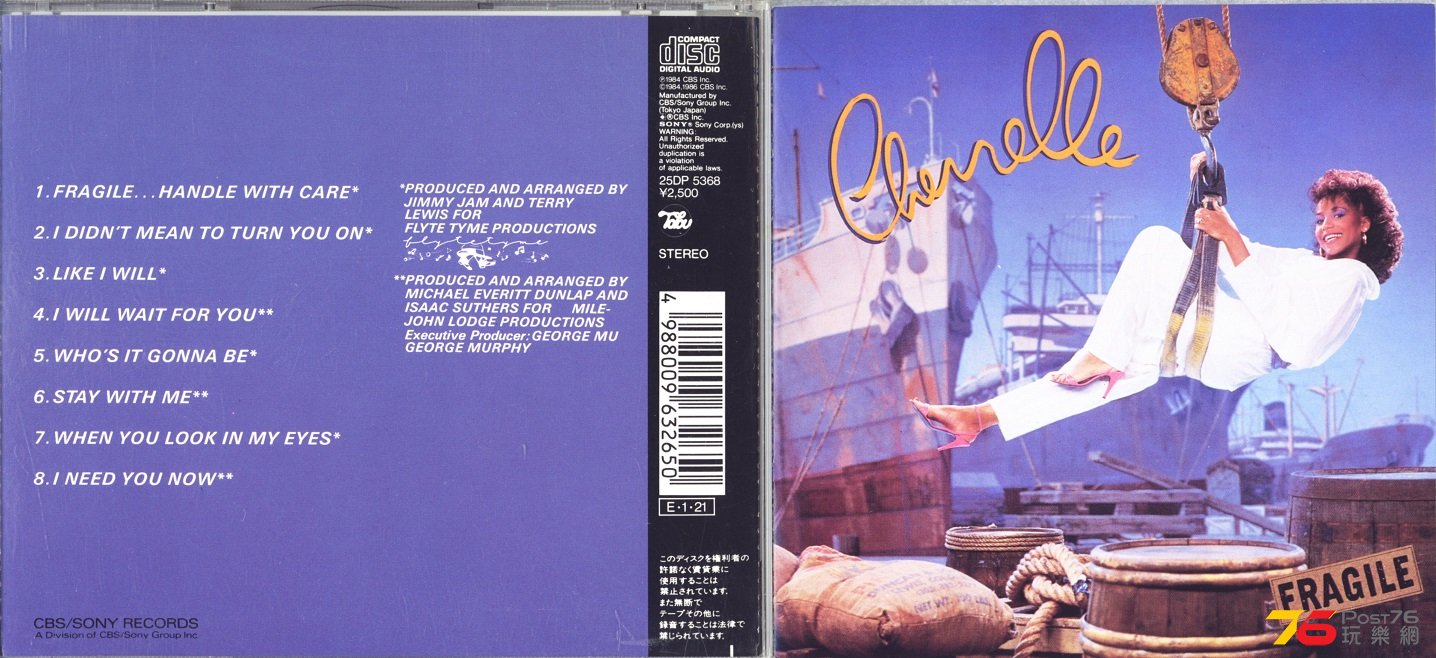 1. FRAGILE...HANDLE WITH CARE*
2. I DIDN'T MEAN TO TURN YOU ON*
3. LIKE I WILL*
4. I WILL WAIT FOR YOU**
5. WHO'S IT GONNA BE*
6. STAY WITH ME**
7. WHEN YOU LOOK IN MY EYES*
8. I NEED YOU NOW**
*PRODUCED AND ARRANGED BY
JIMMY JAM AND TERRY
LEWIS FOR
FLYTE TYME PRODUCTIONS
flytetyme
**PRODUCED AND ARRANGED BY
MICHAEL EVERITT DUNLAP AND
ISAAC SUTHERS FOR MILE-
JOHN LODGE PRODUCTIONS
Executive Producer: GEORGE MU
GEORGE MURPHY
CBS/SONY RECORDS
A Division of CBS/Sony Group Inc
COMPACT
disc
DIGITAL AUDIO
℗1984 CBS Inc.
©1984,1986 CBS Inc.
Manufactured by
CBS/Sony Group Inc.
(Tokyo Japan)
®CBS Inc.
SONY® Sony Corp.(ys)
WARNING:
All Rights Reserved.
Unauthorized
duplication is
a violation
of applicable laws.
25DP 5368
¥2,500
Tabu
STEREO
4 988009 632650
E・1・21
このディスクを権利者の
許諾なく賃貸業に
使用することは
禁止されています。
また無断で
テープその他に
録音することは法律で
禁じられています。
Cherrelle
FRAGILE
76 Post76
玩樂網